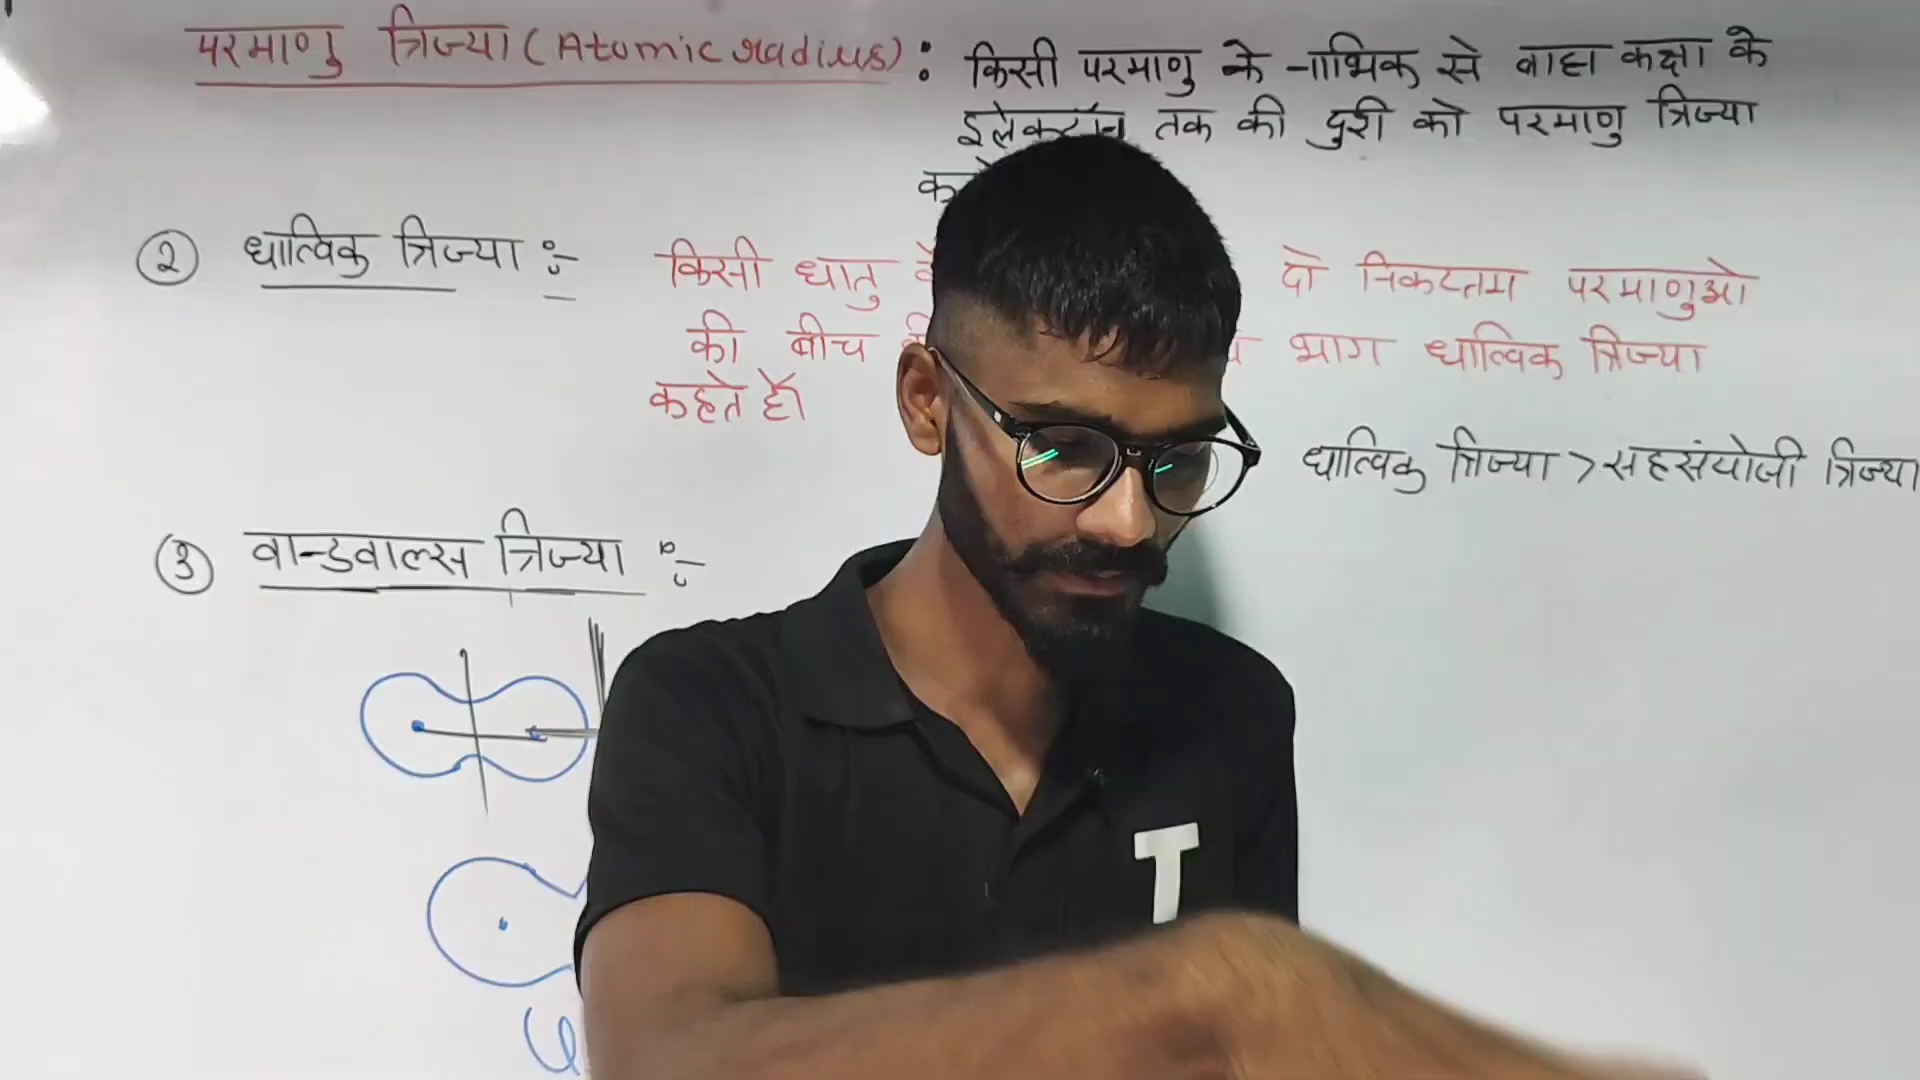 परमाणु त्रिज्या (Atomic radius) : किसी परमाणु के नाभिक से बाह्य कक्षा के
इलेक्ट्रॉन तक की दुरी को परमाणु त्रिज्या
② धात्विक त्रिज्या :- किसी धातु दो निकटतम परमाणुओ
की बीच भाग धात्विक त्रिज्या
कहते हैं
धात्विक त्रिज्या > सहसंयोजी त्रिज्या
③ वान्डवाल्स त्रिज्या :-
T